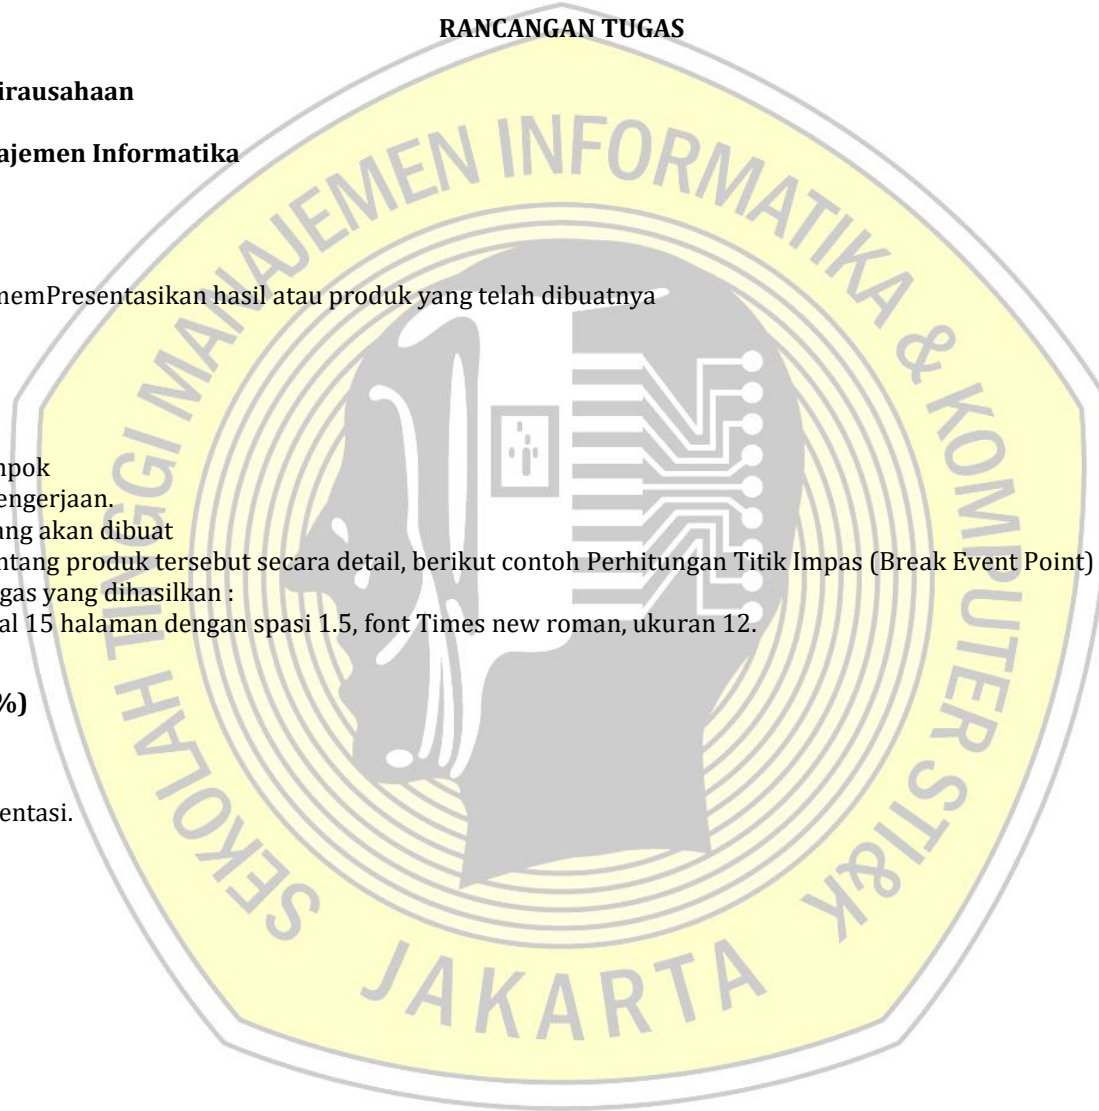 RANCANGAN TUGAS
irausahaan
ajemen Informatika
memPresentasikan hasil atau produk yang telah dibuatnya
npok
engerjaan.
ang akan dibuat
ntang produk tersebut secara detail, berikut contoh Perhitungan Titik Impas (Break Event Point)
gas yang dihasilkan :
al 15 halaman dengan spasi 1.5, font Times new roman, ukuran 12.
%)
entasi.
SEKOLAH TINGGI MANAJEMEN INFORMATIKA & KOMPUTER STI&K
JAKARTA